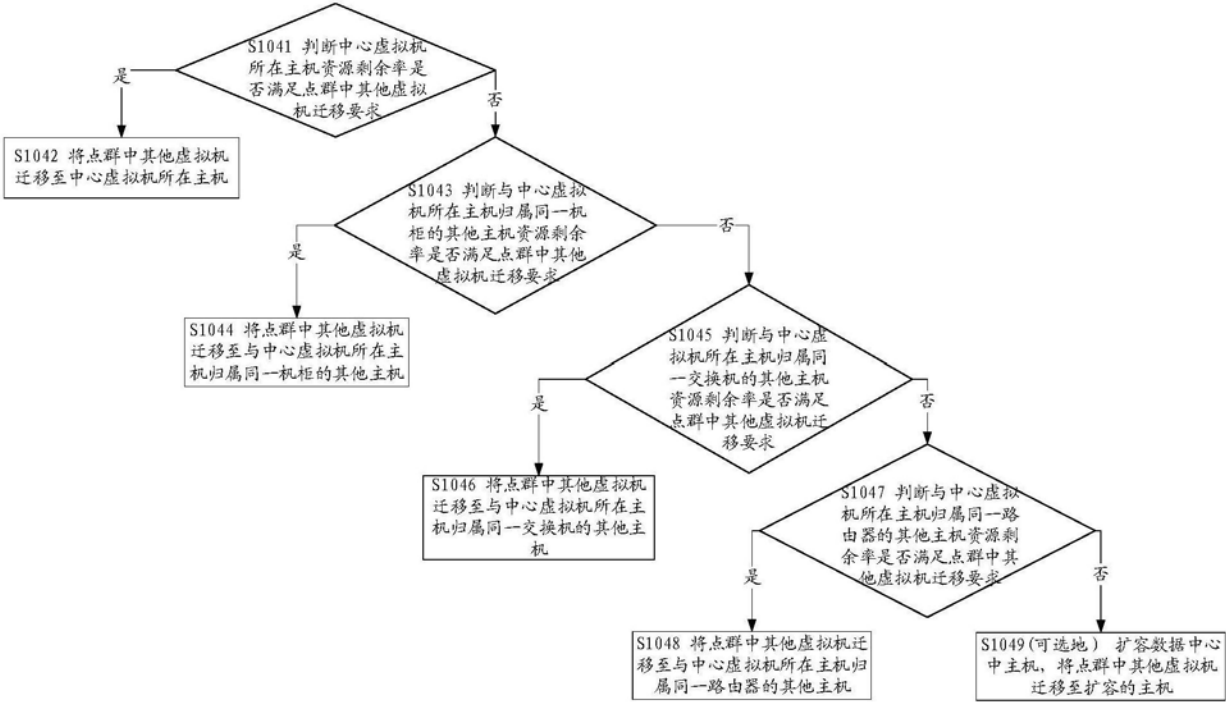 S1041 判断中心虚拟机
所在主机资源剩余率是
否满足点群中其他虚拟
机迁移要求
是
否
S1042 将点群中其他虚拟机
迁移至中心虚拟机所在主机
S1043 判断与中心虚拟
机所在主机归属同一机
柜的其他主机资源剩余
率是否满足点群中其他
虚拟机迁移要求
是
否
S1044 将点群中其他虚拟机
迁移至与中心虚拟机所在主
机归属同一机柜的其他主机
S1045 判断与中心虚
拟机所在主机归属同
一交换机的其他主机
资源剩余率是否满足
点群中其他虚拟机迁
移要求
是
否
S1046 将点群中其他虚拟机
迁移至与中心虚拟机所在主
机归属同一交换机的其他主
机
S1047 判断与中心虚拟
机所在主机归属同一路
由器的其他主机资源剩
余率是否满足点群中其
他虚拟机迁移要求
是
否
S1048 将点群中其他虚拟机迁
移至与中心虚拟机所在主机归
属同一路由器的其他主机
S1049(可选地) 扩容数据中心
中主机，将点群中其他虚拟机
迁移至扩容的主机